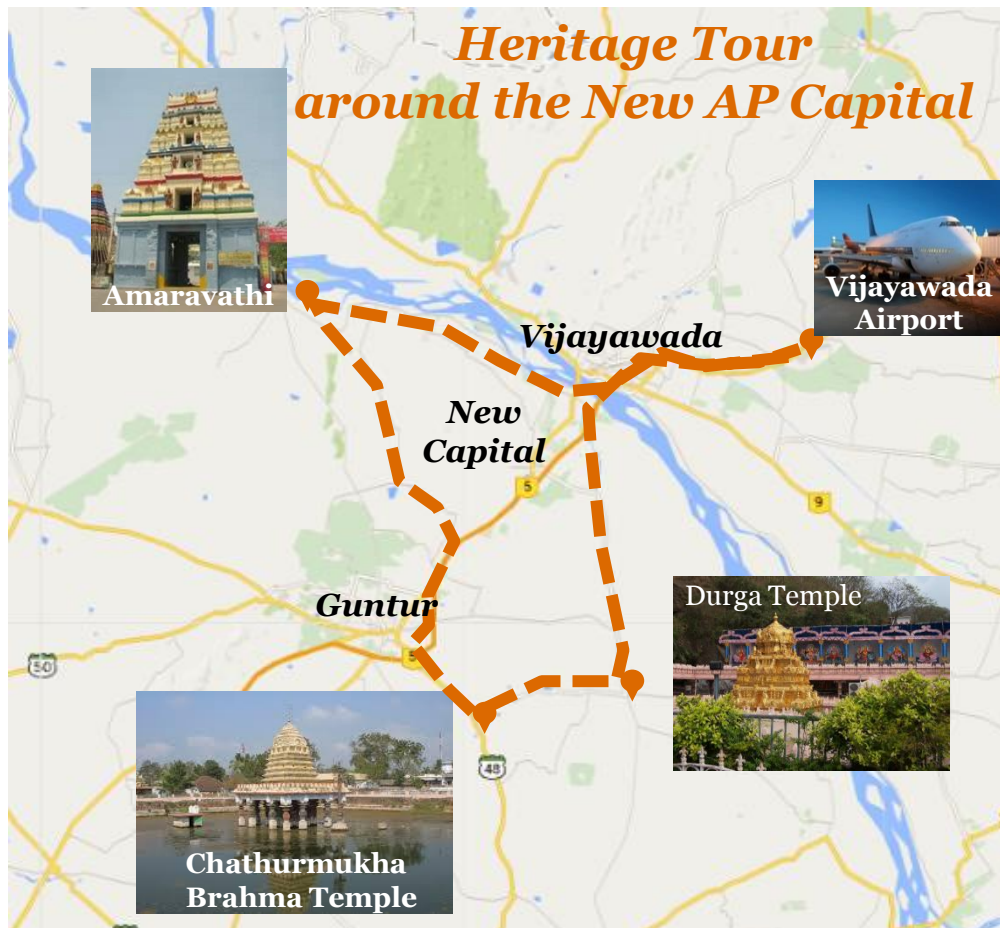 Heritage Tour
around the New AP Capital
Amaravathi
Vijayawada
Airport
Vijayawada
New
Capital
5
9
Guntur
5
Durga Temple
50
48
Chathurmukha
Brahma Temple